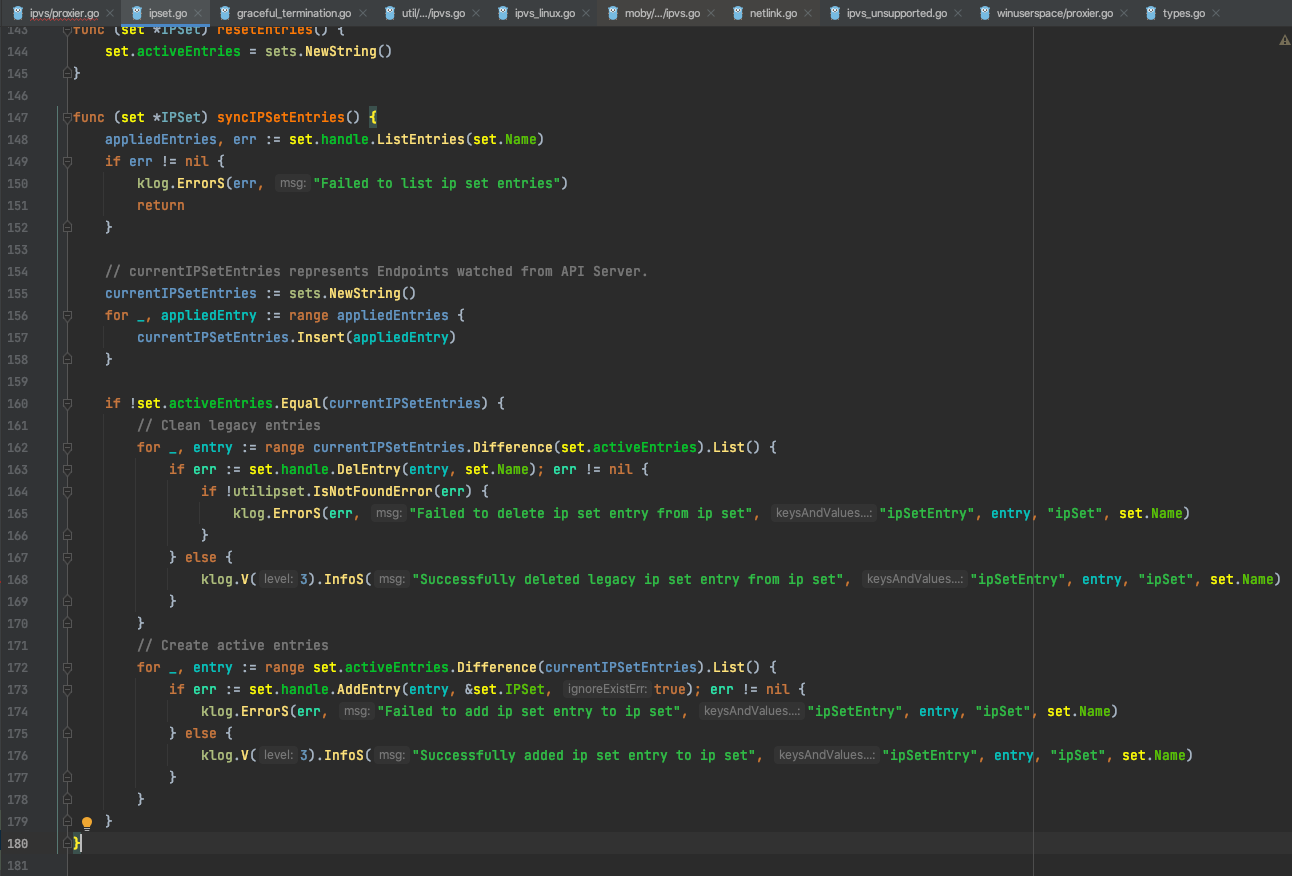 ipvs/proxier.go ipset.go graceful_termination.go util/.../ipvs.go ipvs_linux.go moby/.../ipvs.go netlink.go ipvs_unsupported.go winuserspace/proxier.go types.go
143 func (set *IPSet) resetEntries() {
144 set.activeEntries = sets.NewString()
145 }
146
147 func (set *IPSet) syncIPSetEntries() {
148 appliedEntries, err := set.handle.ListEntries(set.Name)
149 if err != nil {
150 klog.ErrorS(err, msg: "Failed to list ip set entries")
151 return
152 }
153
154 // currentIPSetEntries represents Endpoints watched from API Server.
155 currentIPSetEntries := sets.NewString()
156 for _, appliedEntry := range appliedEntries {
157 currentIPSetEntries.Insert(appliedEntry)
158 }
159
160 if !set.activeEntries.Equal(currentIPSetEntries) {
161 // Clean legacy entries
162 for _, entry := range currentIPSetEntries.Difference(set.activeEntries).List() {
163 if err := set.handle.DelEntry(entry, set.Name); err != nil {
164 if !utilipset.IsNotFoundError(err) {
165 klog.ErrorS(err, msg: "Failed to delete ip set entry from ip set", keysAndValues...: "ipSetEntry", entry, "ipSet", set.Name)
166 }
167 } else {
168 klog.V( level: 3).InfoS( msg: "Successfully deleted legacy ip set entry from ip set", keysAndValues...: "ipSetEntry", entry, "ipSet", set.Name)
169 }
170 }
171 // Create active entries
172 for _, entry := range set.activeEntries.Difference(currentIPSetEntries).List() {
173 if err := set.handle.AddEntry(entry, &set.IPSet, ignoreExistErr: true); err != nil {
174 klog.ErrorS(err, msg: "Failed to add ip set entry to ip set", keysAndValues...: "ipSetEntry", entry, "ipSet", set.Name)
175 } else {
176 klog.V( level: 3).InfoS( msg: "Successfully added ip set entry to ip set", keysAndValues...: "ipSetEntry", entry, "ipSet", set.Name)
177 }
178 }
179 }
180 }
181